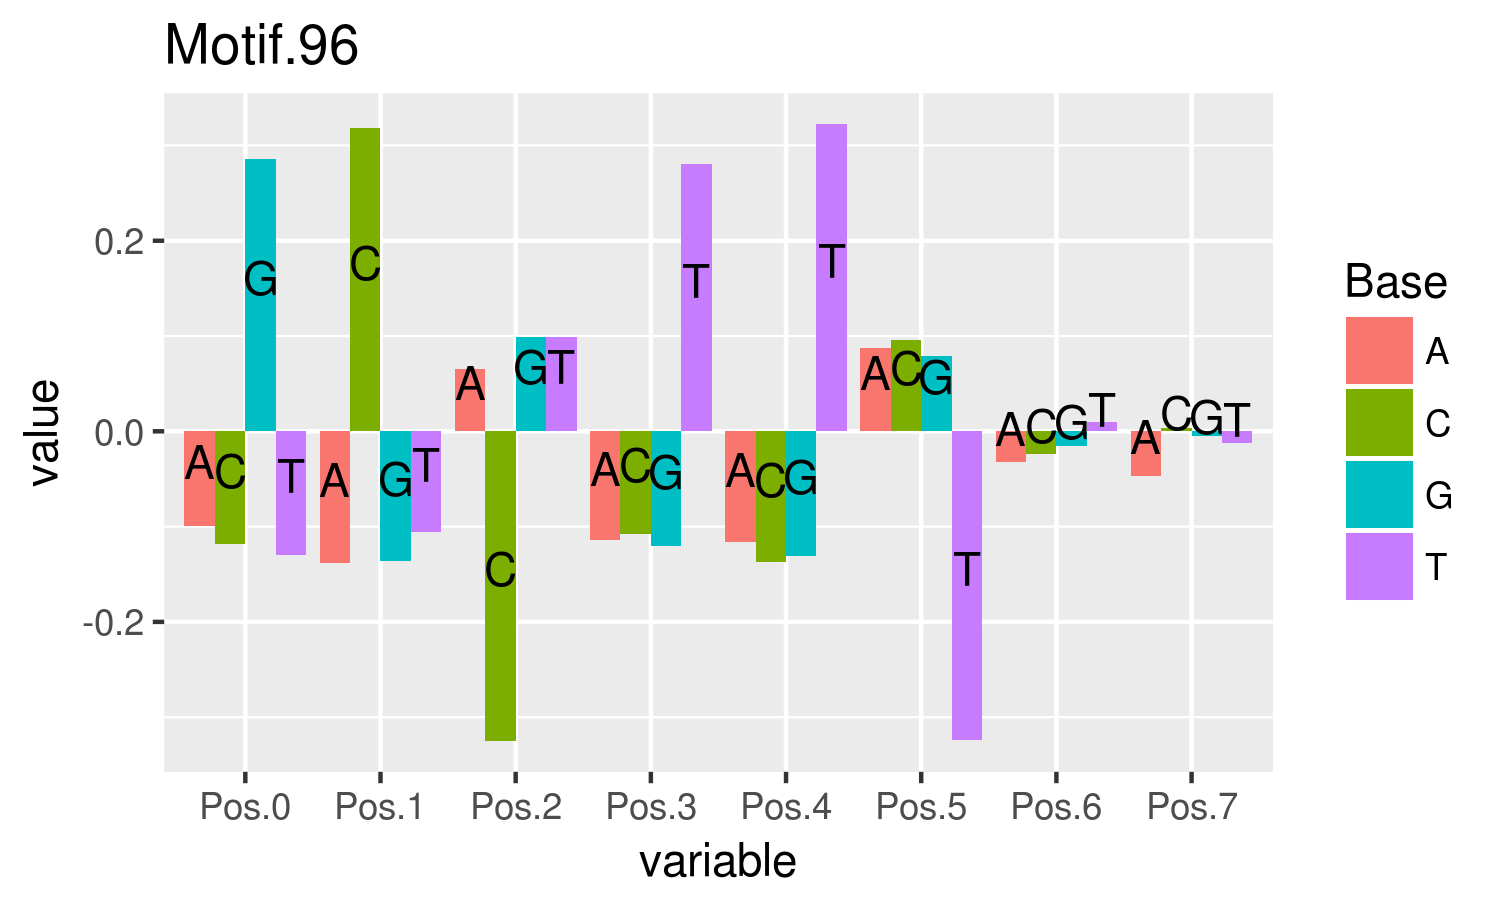 Motif.96
value
0.2
0.0
-0.2
A C G T
A C G T
A C G T
A C G T
A C G T
A C G T
A C G T
A C G T
Pos.0 Pos.1 Pos.2 Pos.3 Pos.4 Pos.5 Pos.6 Pos.7
variable
Base
A
C
G
T